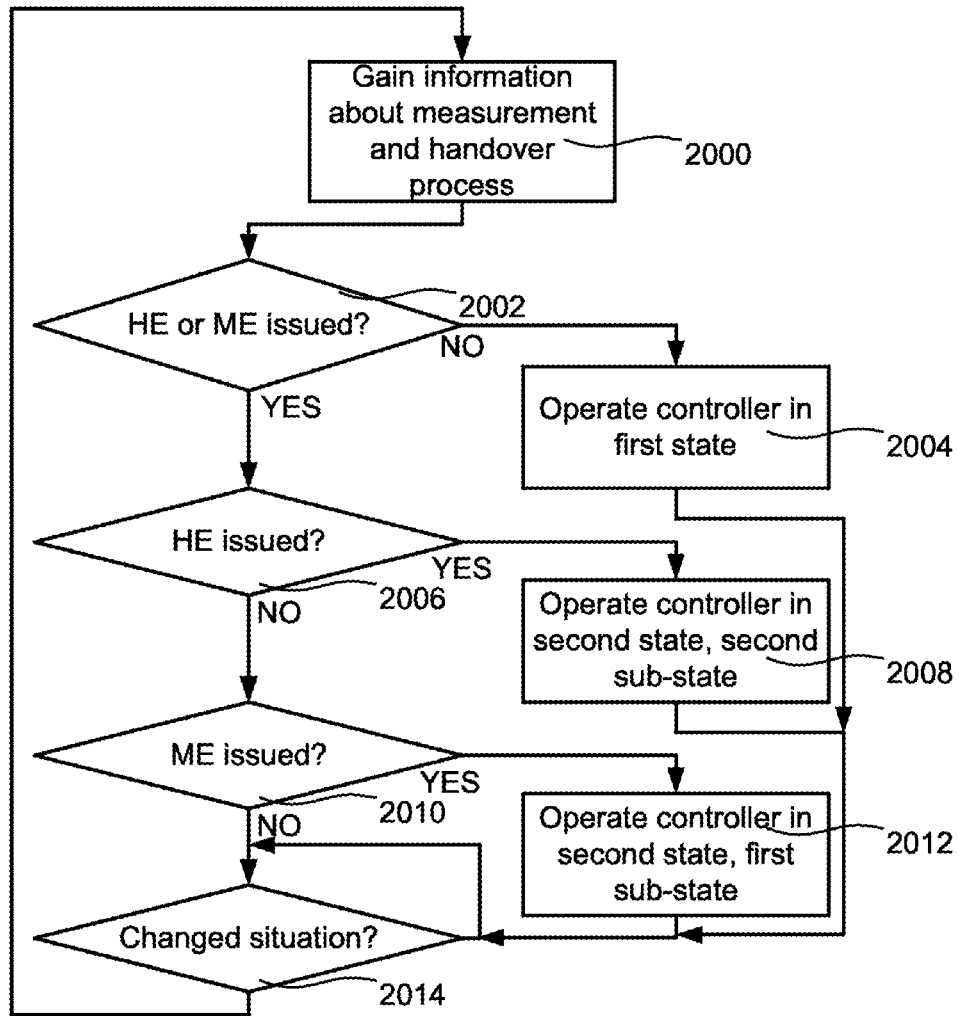 Gain information
about measurement
and handover
process
2000
HE or ME issued?
2002
NO
YES
Operate controller in
first state
2004
HE issued?
YES
2006
NO
Operate controller in
second state, second
sub-state
2008
ME issued?
YES
2010
NO
Operate controller in
second state, first
sub-state
2012
Changed situation?
2014